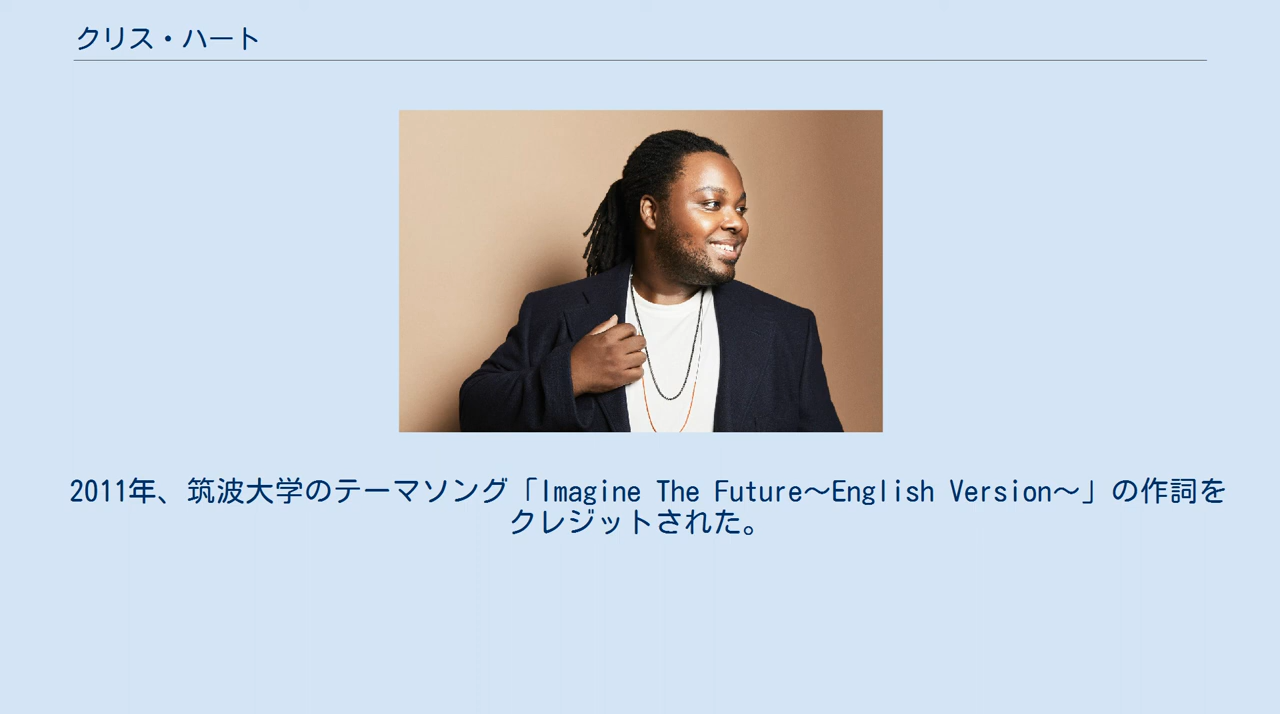 クリス・ハート
2011年、筑波大学のテーマソング「Imagine The Future～English Version～」の作詞を
クレジットされた。